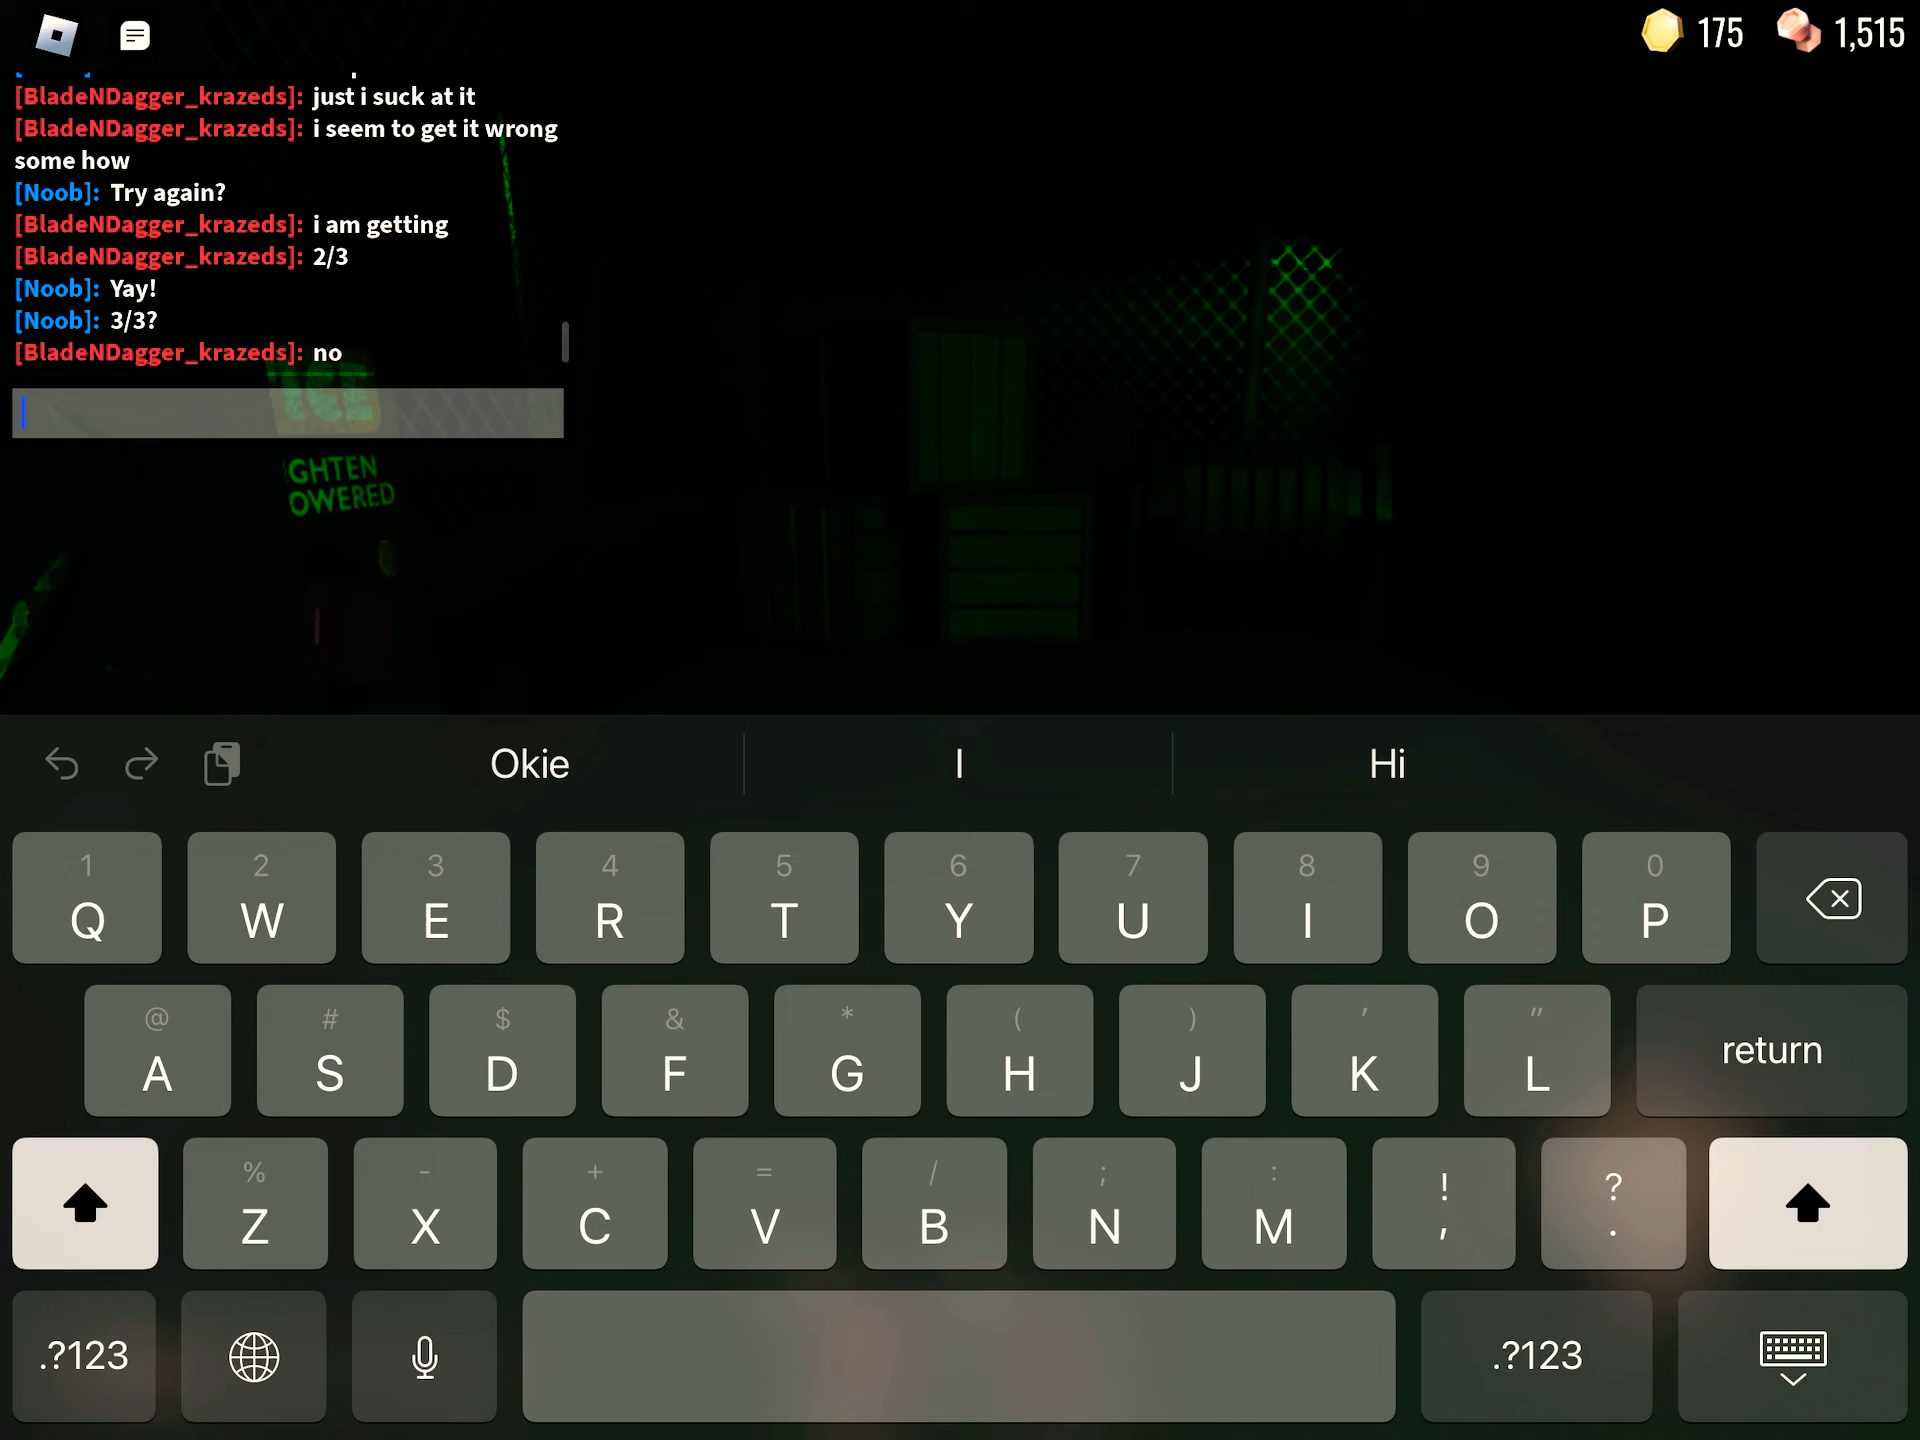 175 1,515
[BladeNDagger_krazeds]: just i suck at it
[BladeNDagger_krazeds]: i seem to get it wrong
some how
[Noob]: Try again?
[BladeNDagger_krazeds]: i am getting
[BladeNDagger_krazeds]: 2/3
[Noob]: Yay!
[Noob]: 3/3?
[BladeNDagger_krazeds]: no
ICE
GHTEN
OWERED
Okie I Hi
1 2 3 4 5 6 7 8 9 0
Q W E R T Y U I O P
@ # $ & * ( ) ' "
A S D F G H J K L return
% - + = / ; : ! ?
Z X C V B N M , .
.?123 .?123